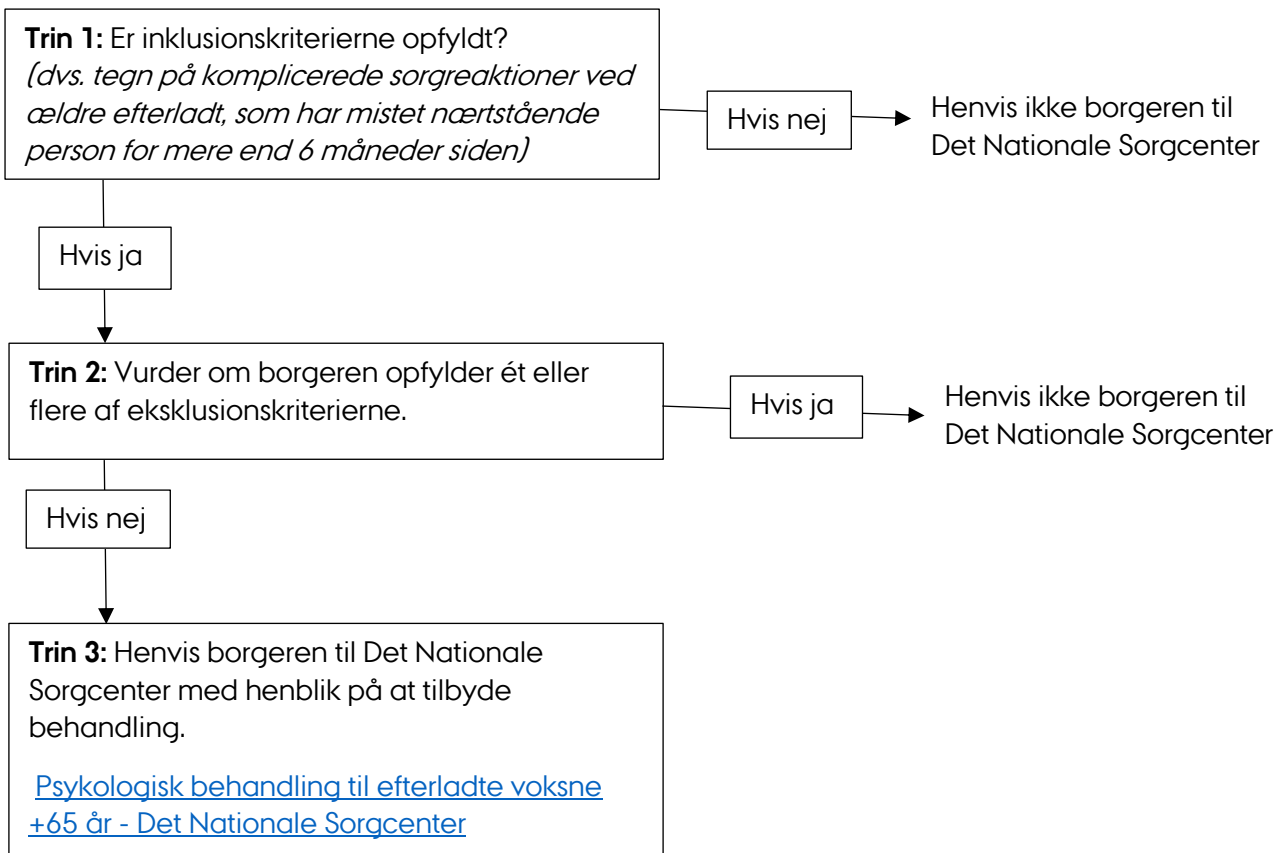 Trin 1: Er inklusionskriterierne opfyldt?
(dvs. tegn på komplicerede sorgreaktioner ved
ældre efterladt, som har mistet nærtstående
person for mere end 6 måneder siden)
Hvis nej
Henvis ikke borgeren til
Det Nationale Sorgcenter
Hvis ja
Trin 2: Vurder om borgeren opfylder ét eller
flere af eksklusionskriterierne.
Hvis ja
Henvis ikke borgeren til
Det Nationale Sorgcenter
Hvis nej
Trin 3: Henvis borgeren til Det Nationale
Sorgcenter med henblik på at tilbyde
behandling.
Psykologisk behandling til efterladte voksne
+65 år - Det Nationale Sorgcenter